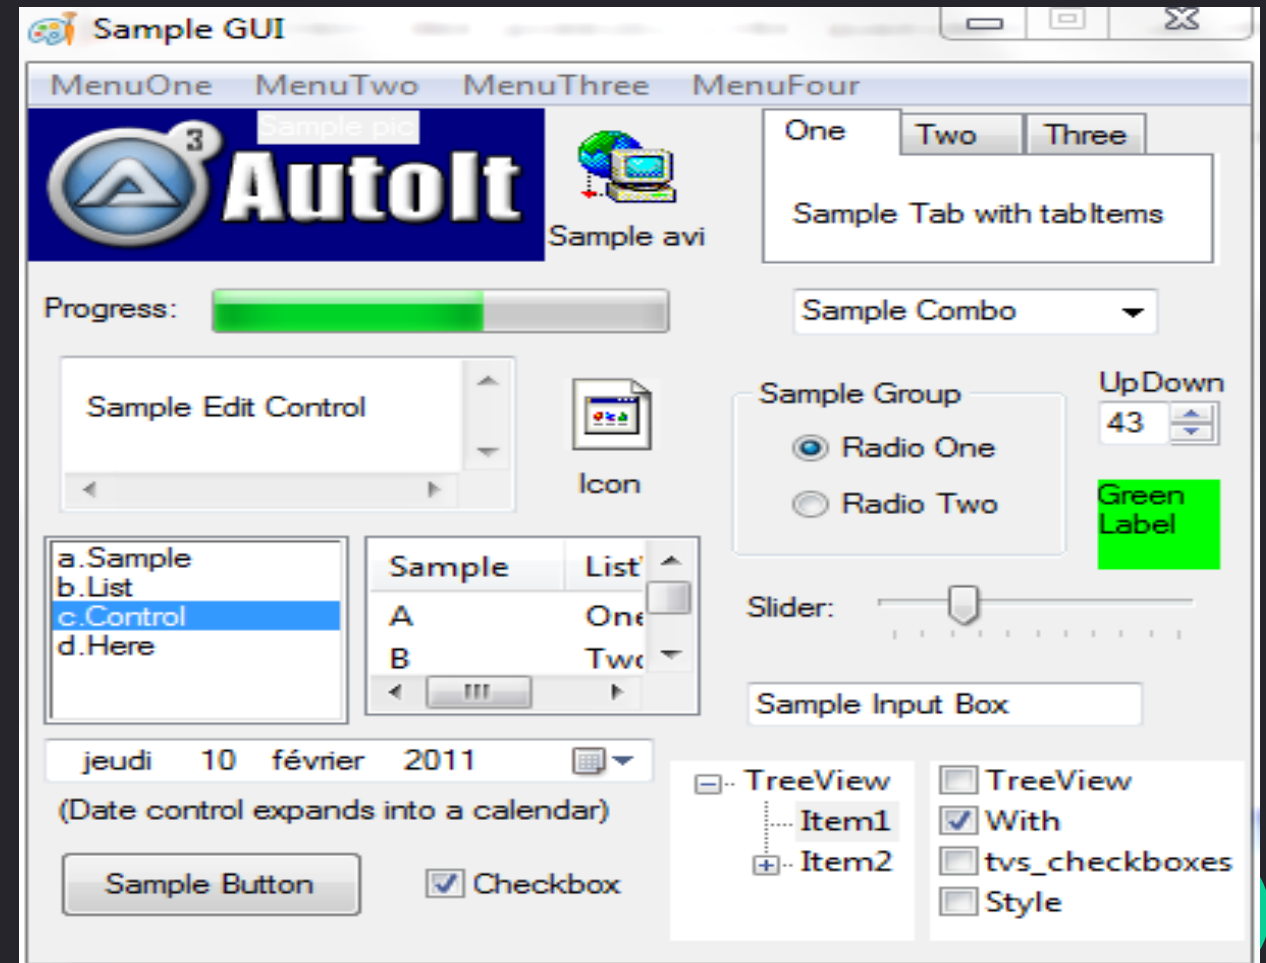 Sample GUI
MenuOne MenuTwo MenuThree MenuFour
Sample pic
3
AutoIt
Sample avi
One Two Three
Sample Tab with tabItems
Progress:
Sample Combo
Sample Edit Control
Icon
Sample Group
Radio One
Radio Two
UpDown
43
Green
Label
a.Sample
b.List
c.Control
d.Here
Sample List
A One
B Two
Slider:
Sample Input Box
jeudi 10 février 2011
(Date control expands into a calendar)
Sample Button
Checkbox
TreeView
Item1
Item2
TreeView
With
tvs_checkboxes
Style